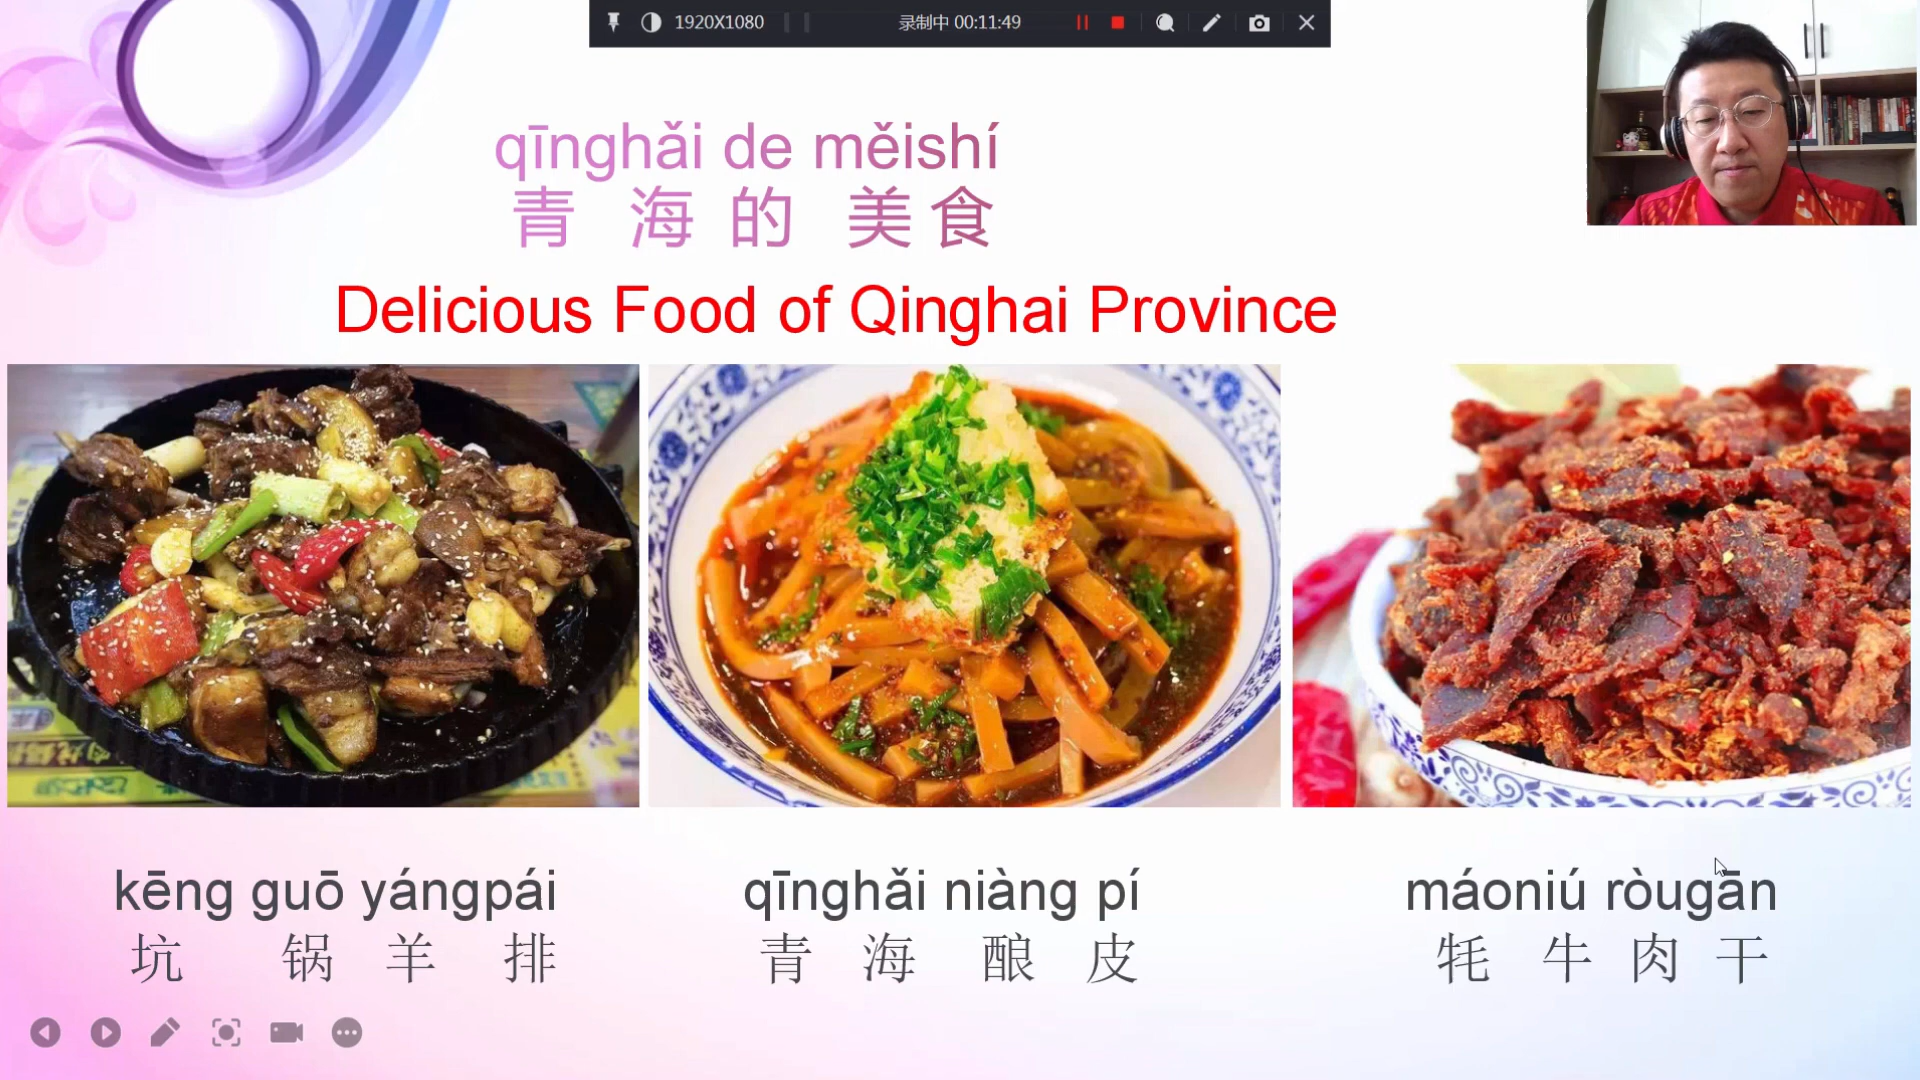 1920X1080 录制中 00:11:49
qīnghǎi de měishí
青 海 的 美 食
Delicious Food of Qinghai Province
kēng guō yángpái
坑 锅 羊 排
qīnghǎi niàng pí
青 海 酿 皮
máoniú ròugān
牦 牛 肉 干